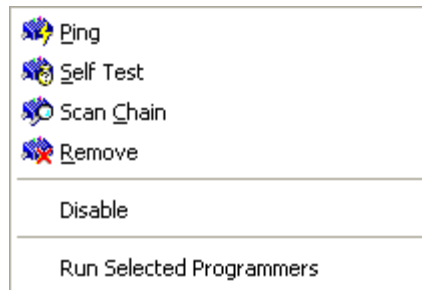 Ping
Self Test
Scan Chain
Remove
Disable
Run Selected Programmers